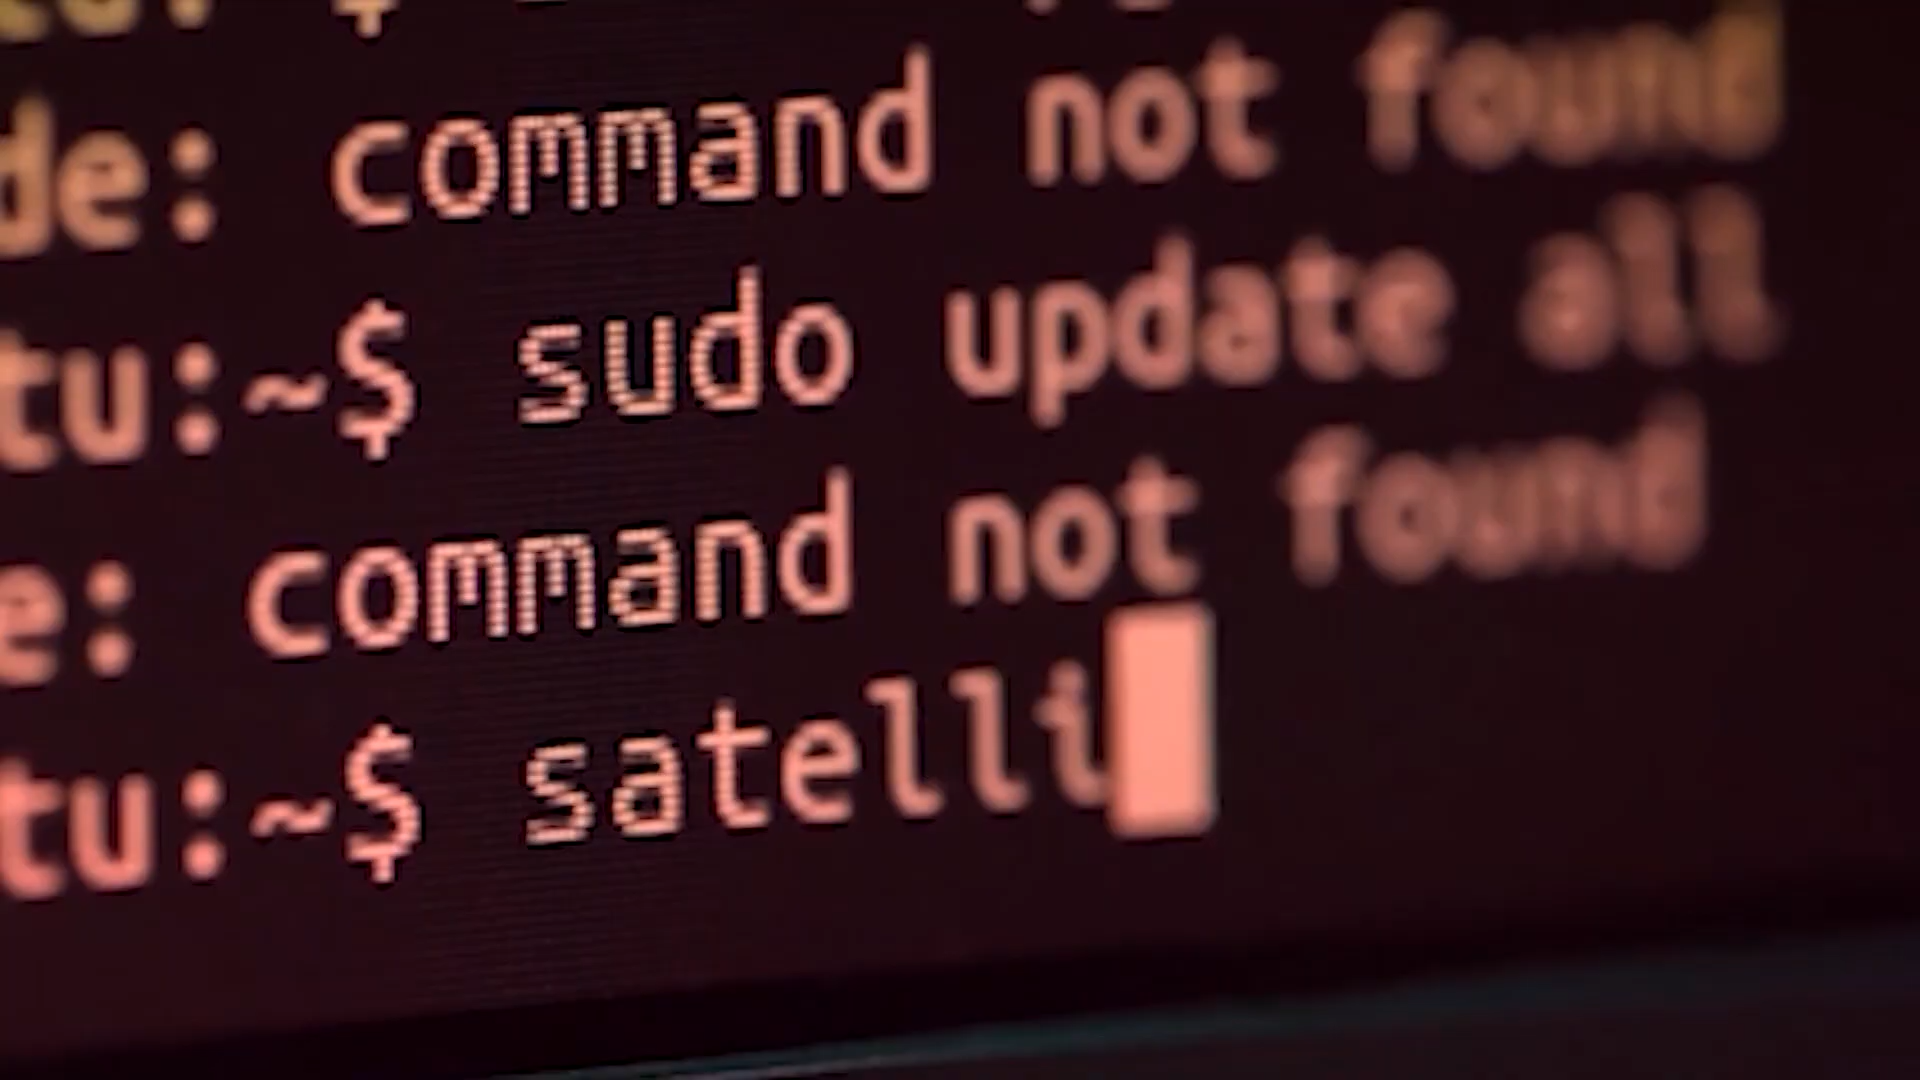 de: command not found
tu:~$ sudo update all
e: command not found
tu:~$ satelli